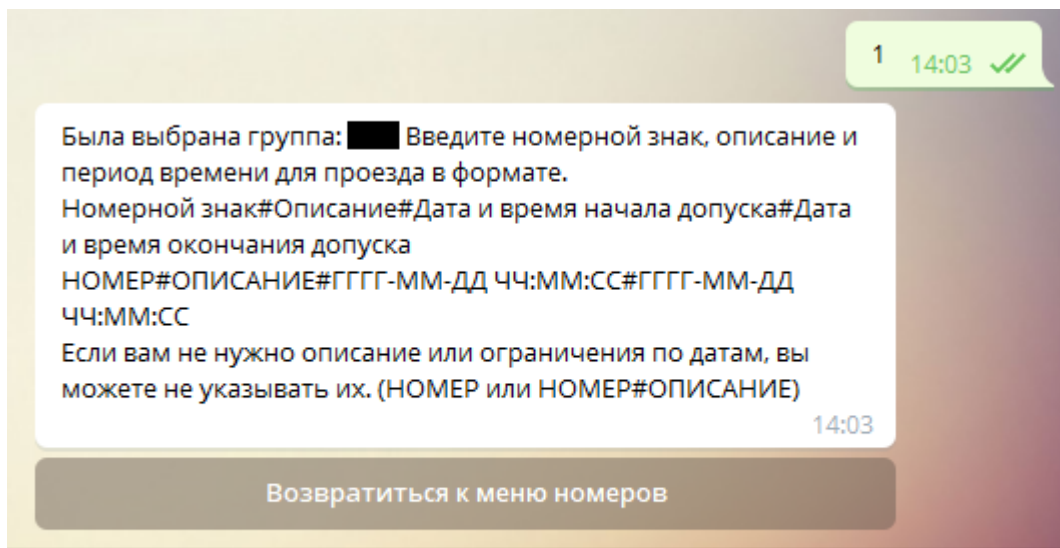 1 14:03
Была выбрана группа: Введите номерной знак, описание и
период времени для проезда в формате.
Номерной знак#Описание#Дата и время начала допуска#Дата
и время окончания допуска
НОМЕР#ОПИСАНИЕ#ГГГГ-ММ-ДД ЧЧ:ММ:СС#ГГГГ-ММ-ДД
ЧЧ:ММ:СС
Если вам не нужно описание или ограничения по датам, вы
можете не указывать их. (НОМЕР или НОМЕР#ОПИСАНИЕ)
14:03
Возвратиться к меню номеров